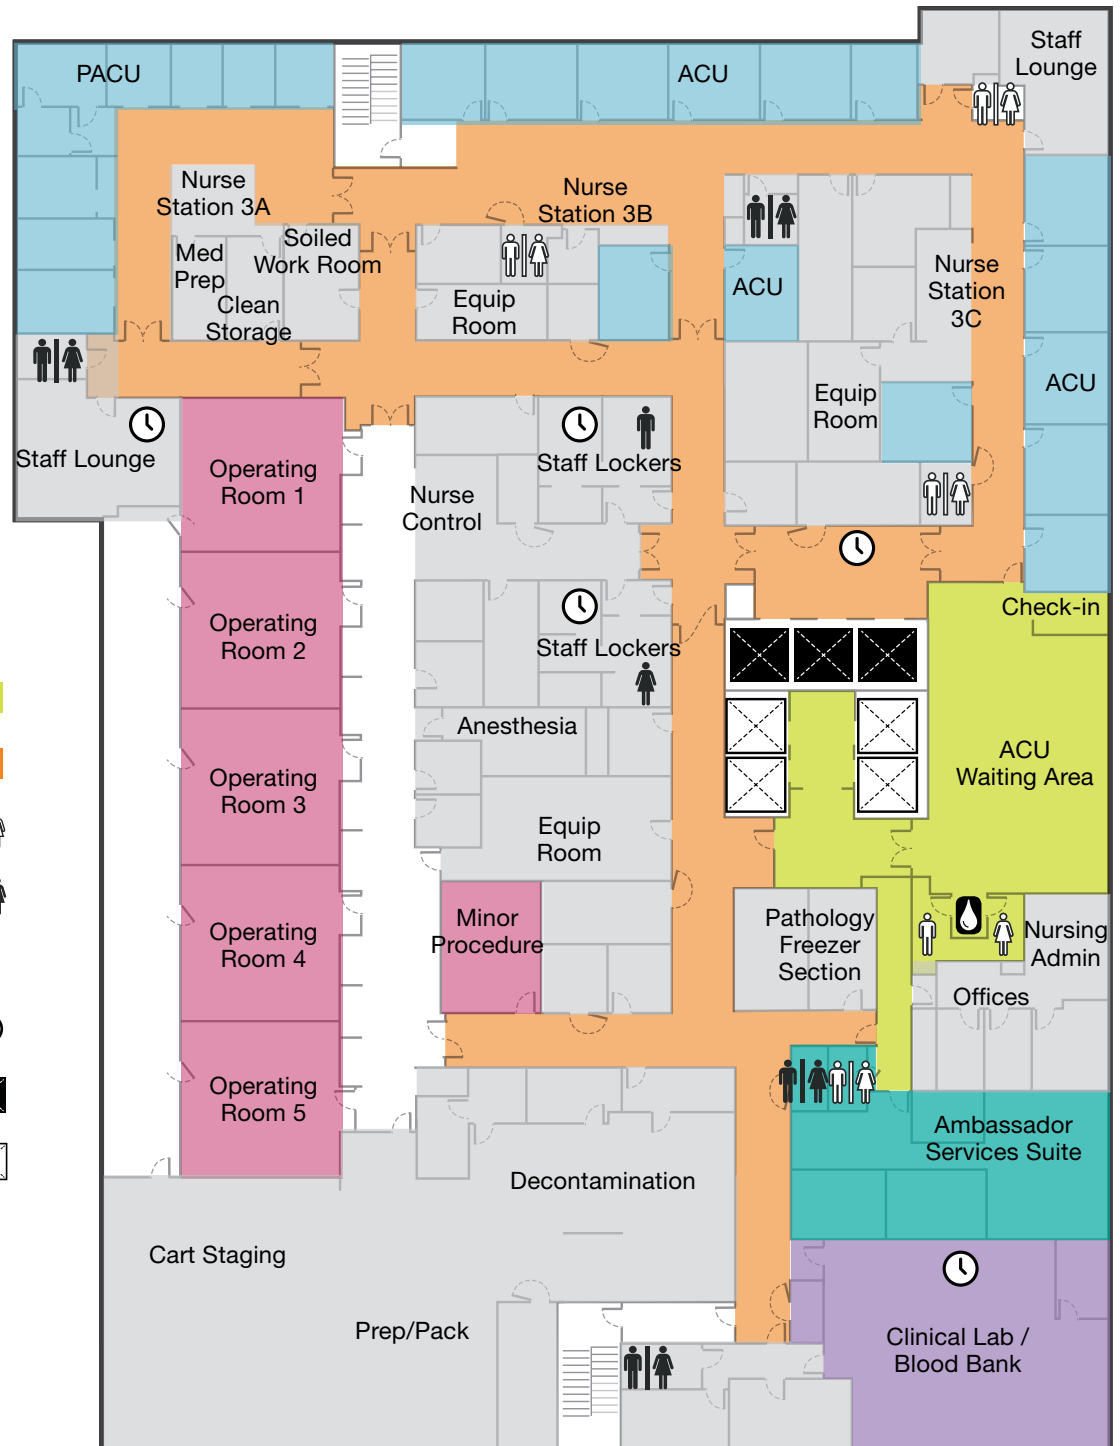 Staff
Lounge
PACU
ACU
Nurse
Station 3A
Nurse
Station 3B
Soiled
Work Room
Med
Prep
Clean
Storage
Equip
Room
ACU
Nurse
Station
3C
ACU
Equip
Room
Staff Lounge
Operating
Room 1
Nurse
Control
Staff Lockers
Operating
Room 2
Staff Lockers
Check-in
Anesthesia
Operating
Room 3
ACU
Waiting Area
Equip
Room
Operating
Room 4
Minor
Procedure
Pathology
Freezer
Section
Nursing
Admin
Offices
Operating
Room 5
Ambassador
Services Suite
Decontamination
Cart Staging
Prep/Pack
Clinical Lab /
Blood Bank